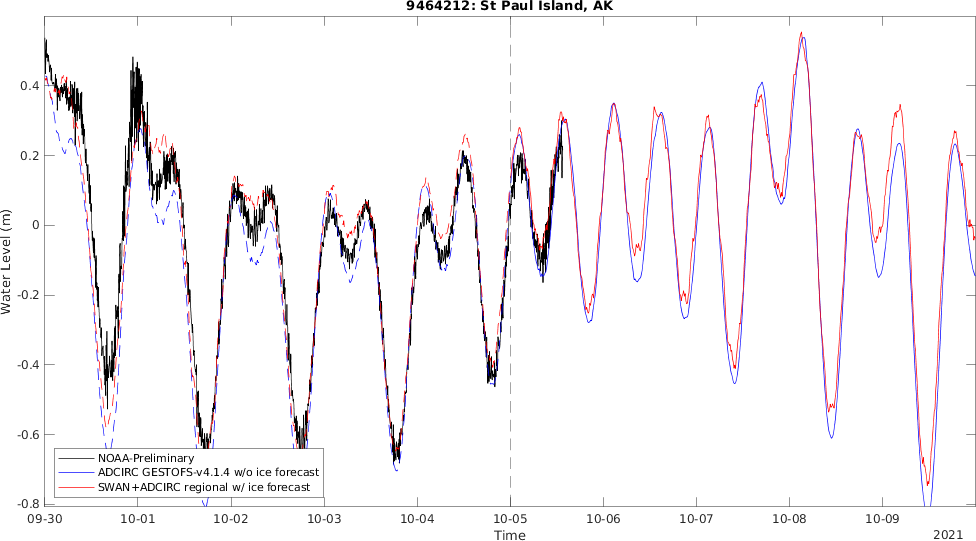 9464212: St Paul Island, AK
Water Level (m)
0.4
0.2
0
-0.2
-0.4
-0.6
-0.8
NOAA-Preliminary
ADCIRC GESTOFS-v4.1.4 w/o ice forecast
SWAN+ADCIRC regional w/ ice forecast
09-30 10-01 10-02 10-03 10-04 10-05 10-06 10-07 10-08 10-09
Time
2021